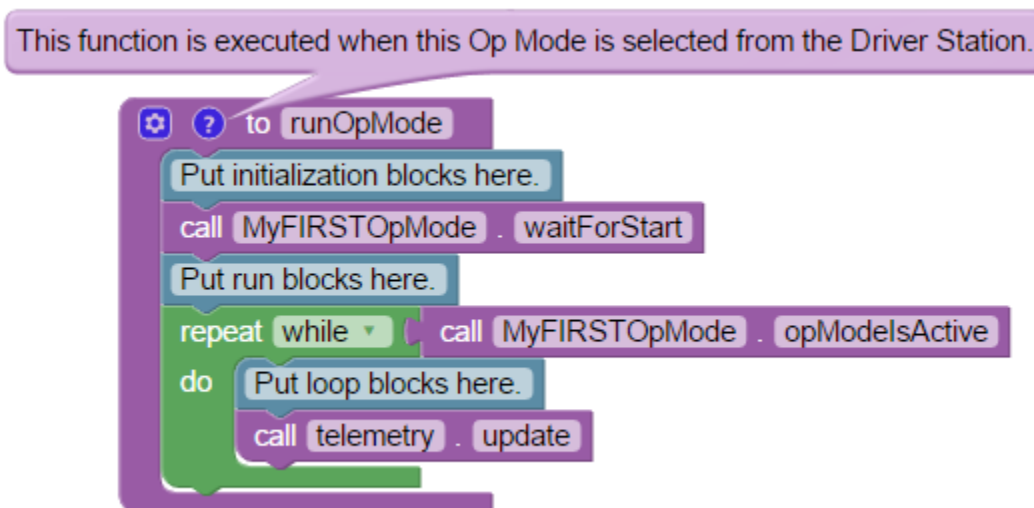 This function is executed when this Op Mode is selected from the Driver Station.
? to runOpMode
Put initialization blocks here.
call MyFIRSTOpMode . waitForStart
Put run blocks here.
repeat while call MyFIRSTOpMode . opModeIsActive
do Put loop blocks here.
call telemetry . update